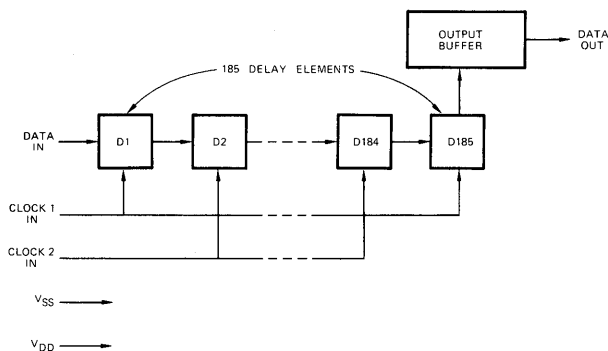 OUTPUT
BUFFER
DATA
OUT
185 DELAY ELEMENTS
DATA
IN
D1
D2
D184
D185
CLOCK 1
IN
CLOCK 2
IN
VSS
VDD